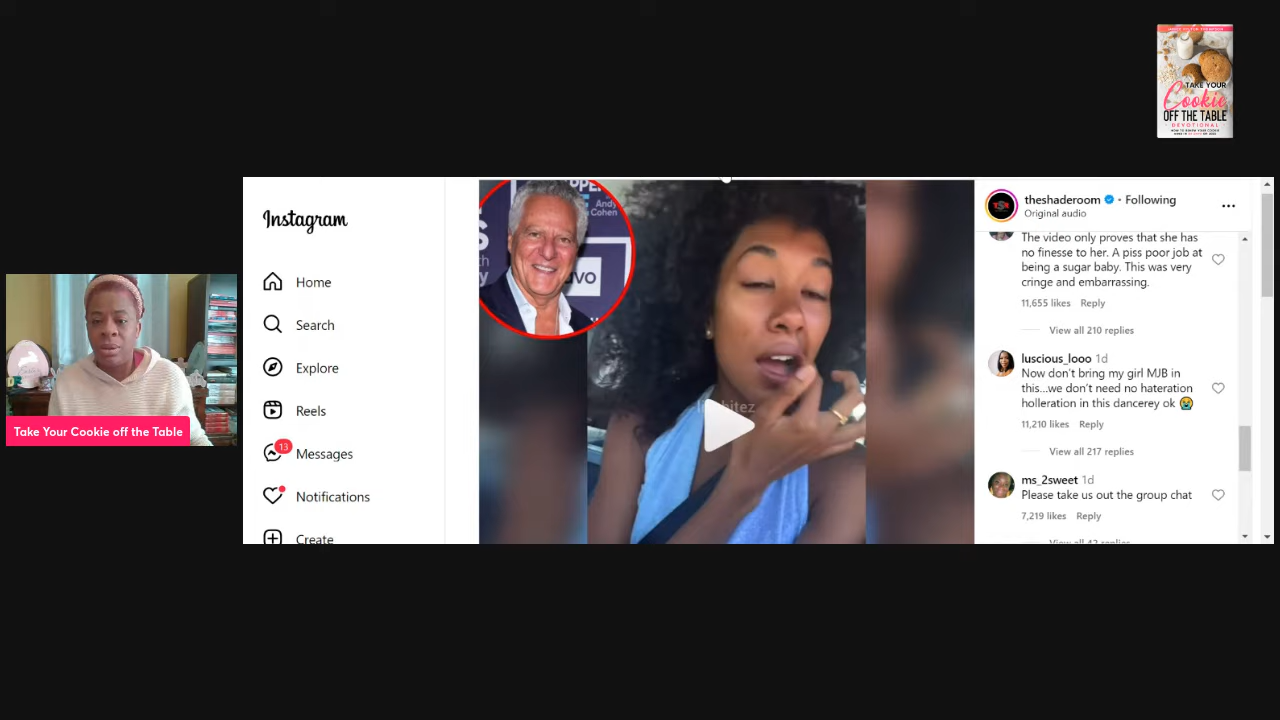 TAKE YOUR
Cookie
OFF THE TABLE
DEVOTIONAL
Take Your Cookie off the Table
Instagram
Home
Search
Explore
Reels
13
Messages
Notifications
Create
OPE
Andy
Cohen
S
th
y
VO
theshaderoom • Following
Original audio
The video only proves that she has
no finesse to her. A piss poor job at
being a sugar baby. This was very
cringe and embarrassing.
11,655 likes Reply
View all 210 replies
luscious_looo 1d
Now don't bring my girl MJB in
this...we don't need no hateration
holleration in this dancerey ok 😭
11,210 likes Reply
View all 217 replies
ms_2sweet 1d
Please take us out the group chat
7,219 likes Reply